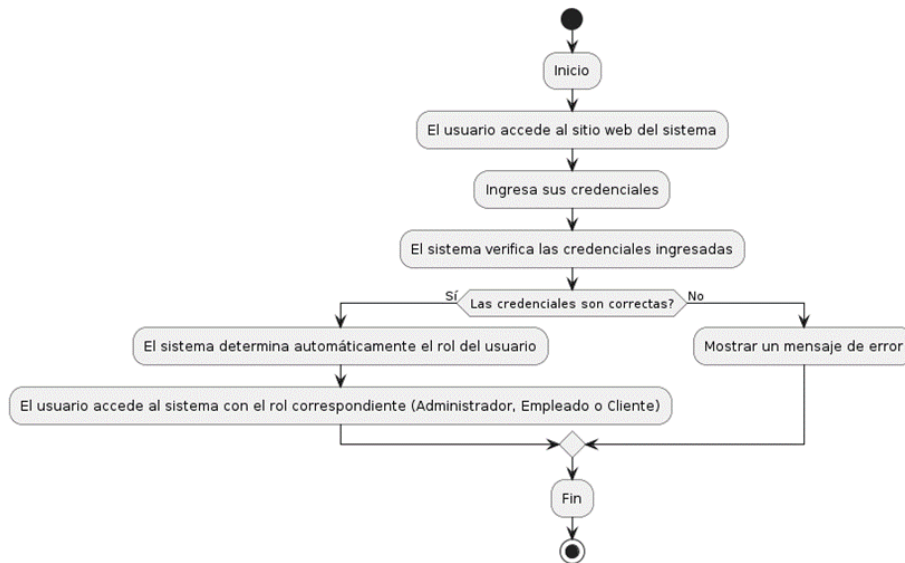 Inicio
El usuario accede al sitio web del sistema
Ingresa sus credenciales
El sistema verifica las credenciales ingresadas
Las credenciales son correctas?
Sí
No
El sistema determina automáticamente el rol del usuario
Mostrar un mensaje de error
El usuario accede al sistema con el rol correspondiente (Administrador, Empleado o Cliente)
Fin